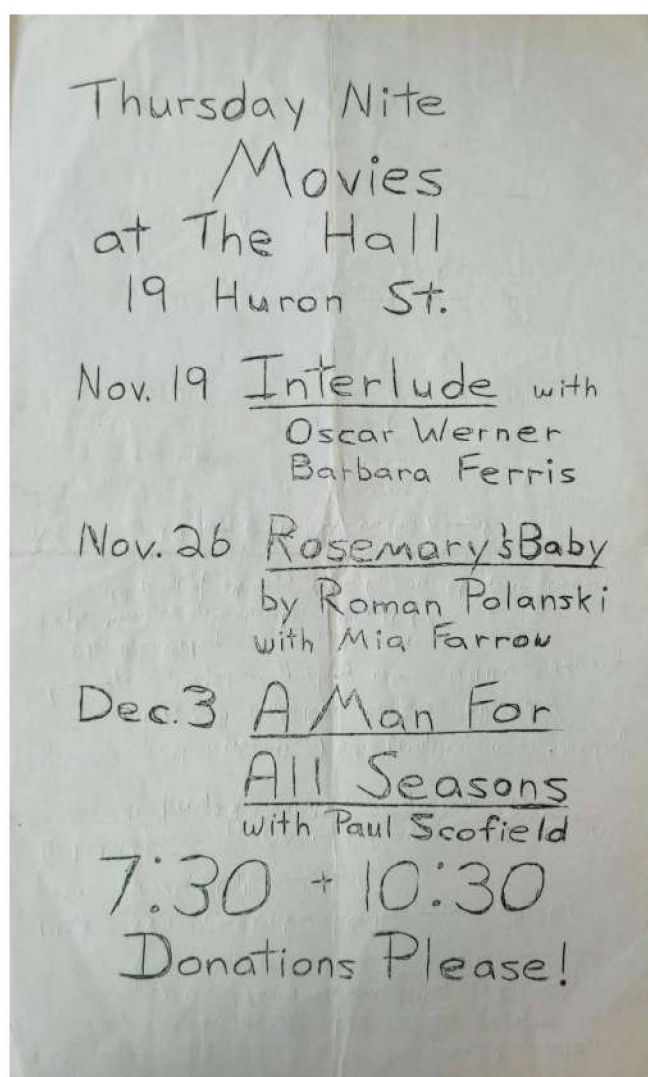 Thursday Nite
Movies
at The Hall
19 Huron St.
Nov. 19 Interlude with
Oscar Werner
Barbara Ferris
Nov. 26 Rosemary's Baby
by Roman Polanski
with Mia Farrow
Dec. 3 A Man For
All Seasons
with Paul Scofield
7:30 + 10:30
Donations Please!